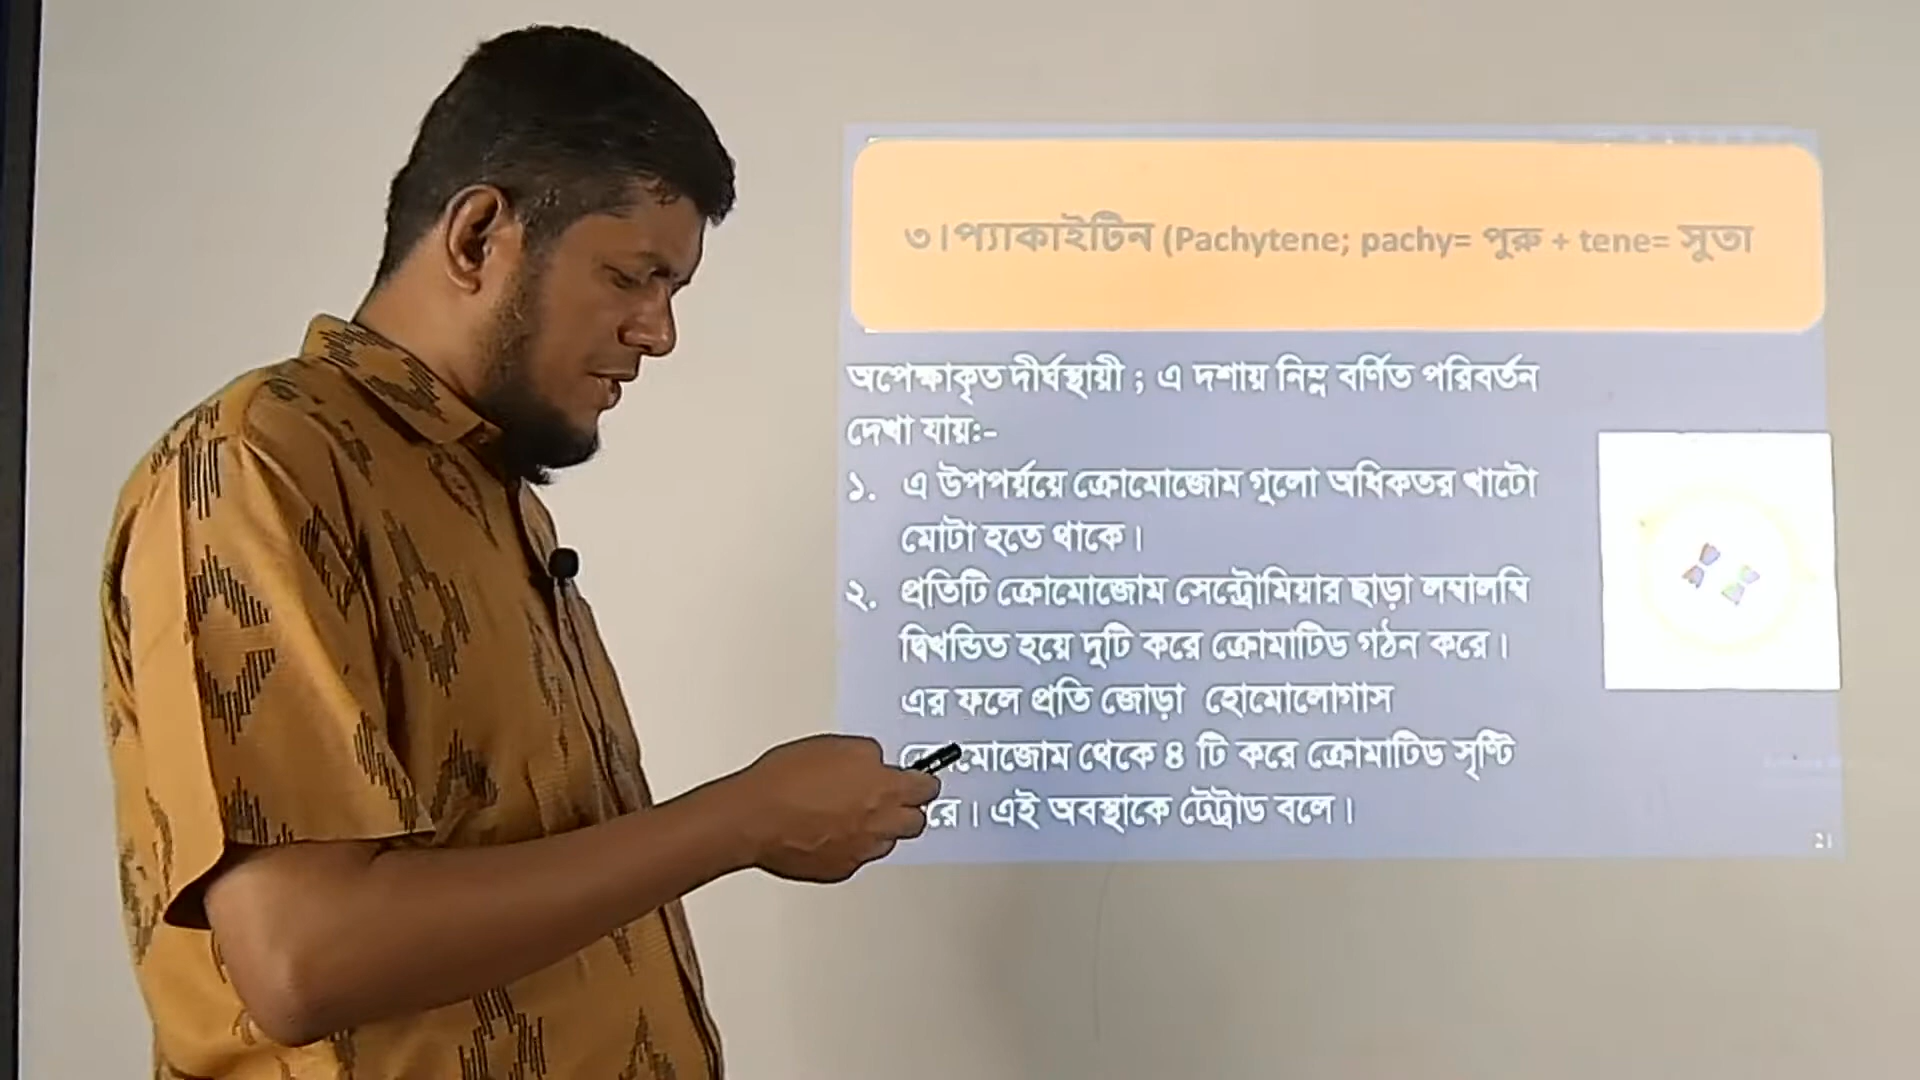 ৩।প্যাকাইটিন (Pachytene; pachy= পুরু + tene= সুতা
অপেক্ষাকৃত দীর্ঘস্থায়ী ; এ দশায় নিম্ন বর্ণিত পরিবর্তন
দেখা যায়ঃ-
১. এ উপপর্যয়ে ক্রোমোজোম গুলো অধিকতর খাটো
মোটা হতে থাকে।
২. প্রতিটি ক্রোমোজোম সেন্ট্রোমিয়ার ছাড়া লম্বালম্বি
দ্বিখন্ডিত হয়ে দুটি করে ক্রোমাটিড গঠন করে।
এর ফলে প্রতি জোড়া হোমোলোগাস
ক্রোমোজোম থেকে ৪ টি করে ক্রোমাটিড সৃষ্টি
। এই অবস্থাকে টেট্রাড বলে।
21